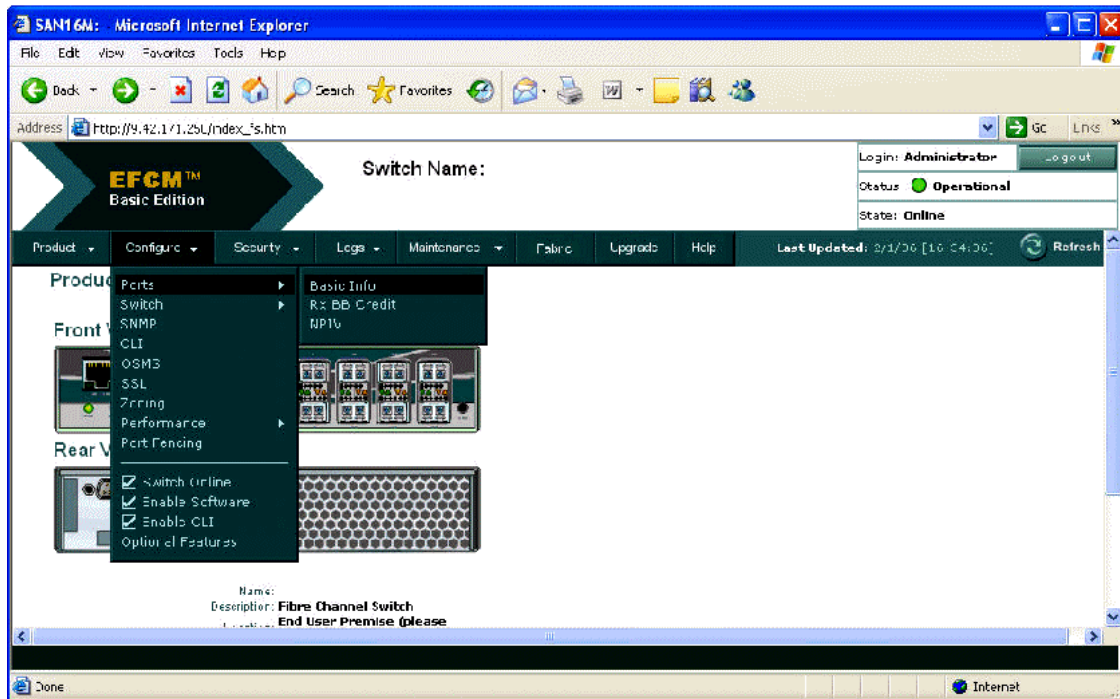 SAN16M: - Microsoft Internet Explorer
File Edit View Favorites Tools Help
Back Search Favorites
Address http://9.42.171.250/index_fs.htm Go Links »
EFCM™
Basic Edition
Switch Name:
Login: Administrator Logout
Status: Operational
State: Online
Product Configure Security Logs Maintenance Fabric Upgrade Help Last Updated: 2/1/06 [16:04:06] Refresh
Produc
Ports Basic Info
Switch Rx BB Credit
SNMP NPIV
Front V
CLI
OSMS
SSL
Zoning
Performance
Port Fencing
Rear V
Switch Online
Enable Software
Enable CLI
Optional Features
Name:
Description: Fibre Channel Switch
End User Premise (please
Done Internet